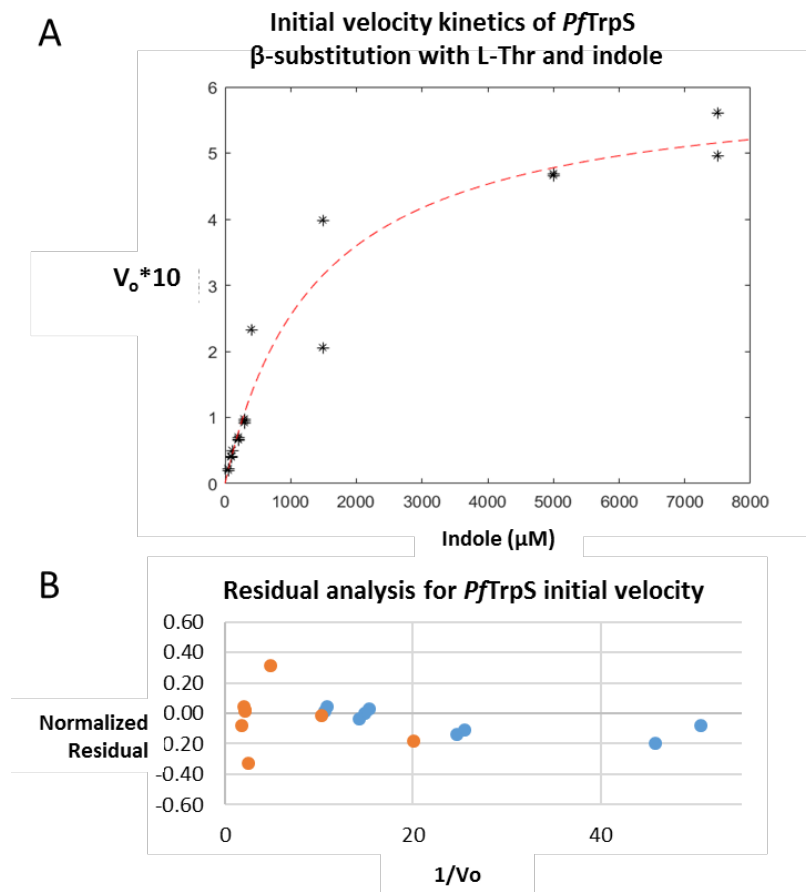 A
Initial velocity kinetics of PfTrpS
β-substitution with L-Thr and indole
6
5
4
3
2
1
0
Vo*10
0 1000 2000 3000 4000 5000 6000 7000 8000
Indole (µM)
B
Residual analysis for PfTrpS initial velocity
0.60
0.40
0.20
0.00
-0.20
-0.40
-0.60
Normalized
Residual
0 20 40
1/Vo